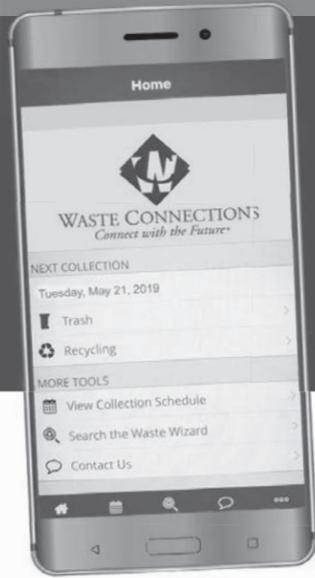 Home
WASTE CONNECTIONS
Connect with the Future
NEXT COLLECTION
Tuesday, May 21, 2019
Trash
Recycling
MORE TOOLS
View Collection Schedule
Search the Waste Wizard
Contact Us